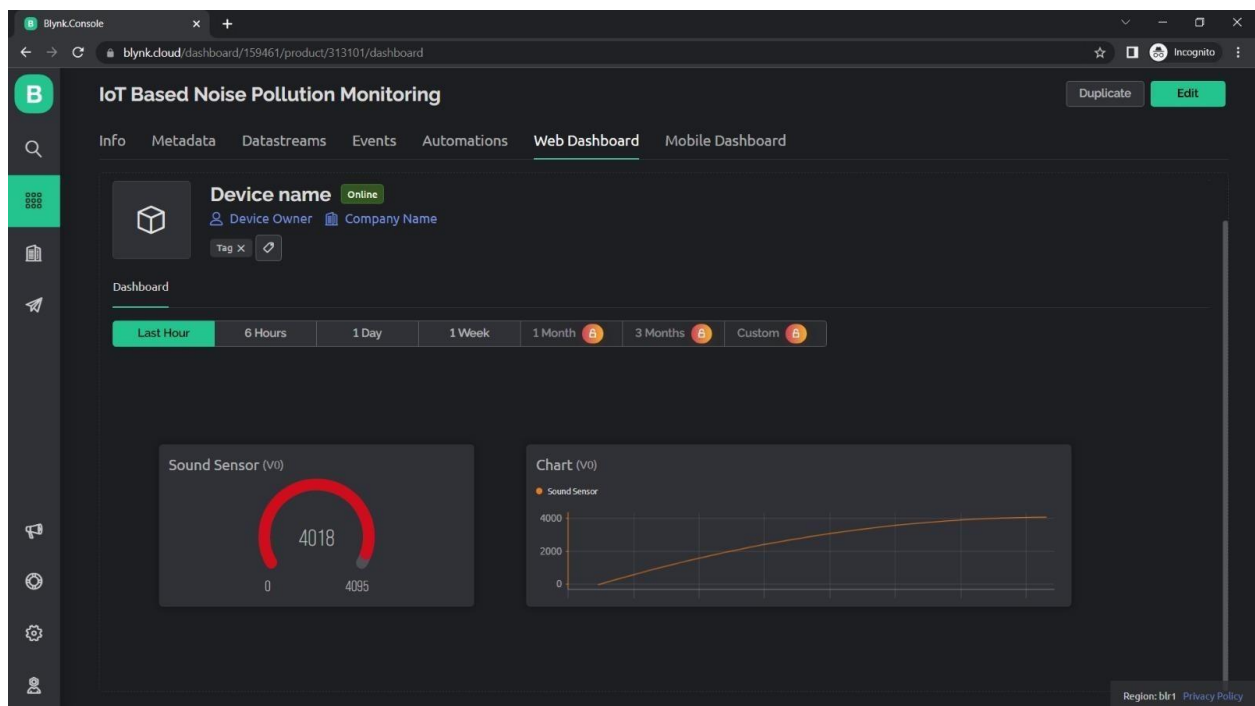 B Blynk.Console
blynk.cloud/dashboard/159461/product/313101/dashboard
Incognito
B
IoT Based Noise Pollution Monitoring
Duplicate
Edit
Info Metadata Datastreams Events Automations Web Dashboard Mobile Dashboard
Device name Online
Device Owner Company Name
Tag
Dashboard
Last Hour 6 Hours 1 Day 1 Week 1 Month 3 Months Custom
Sound Sensor (V0)
4018
0 4095
Chart (V0)
Sound Sensor
4000
2000
0
Region: blr1 Privacy Policy